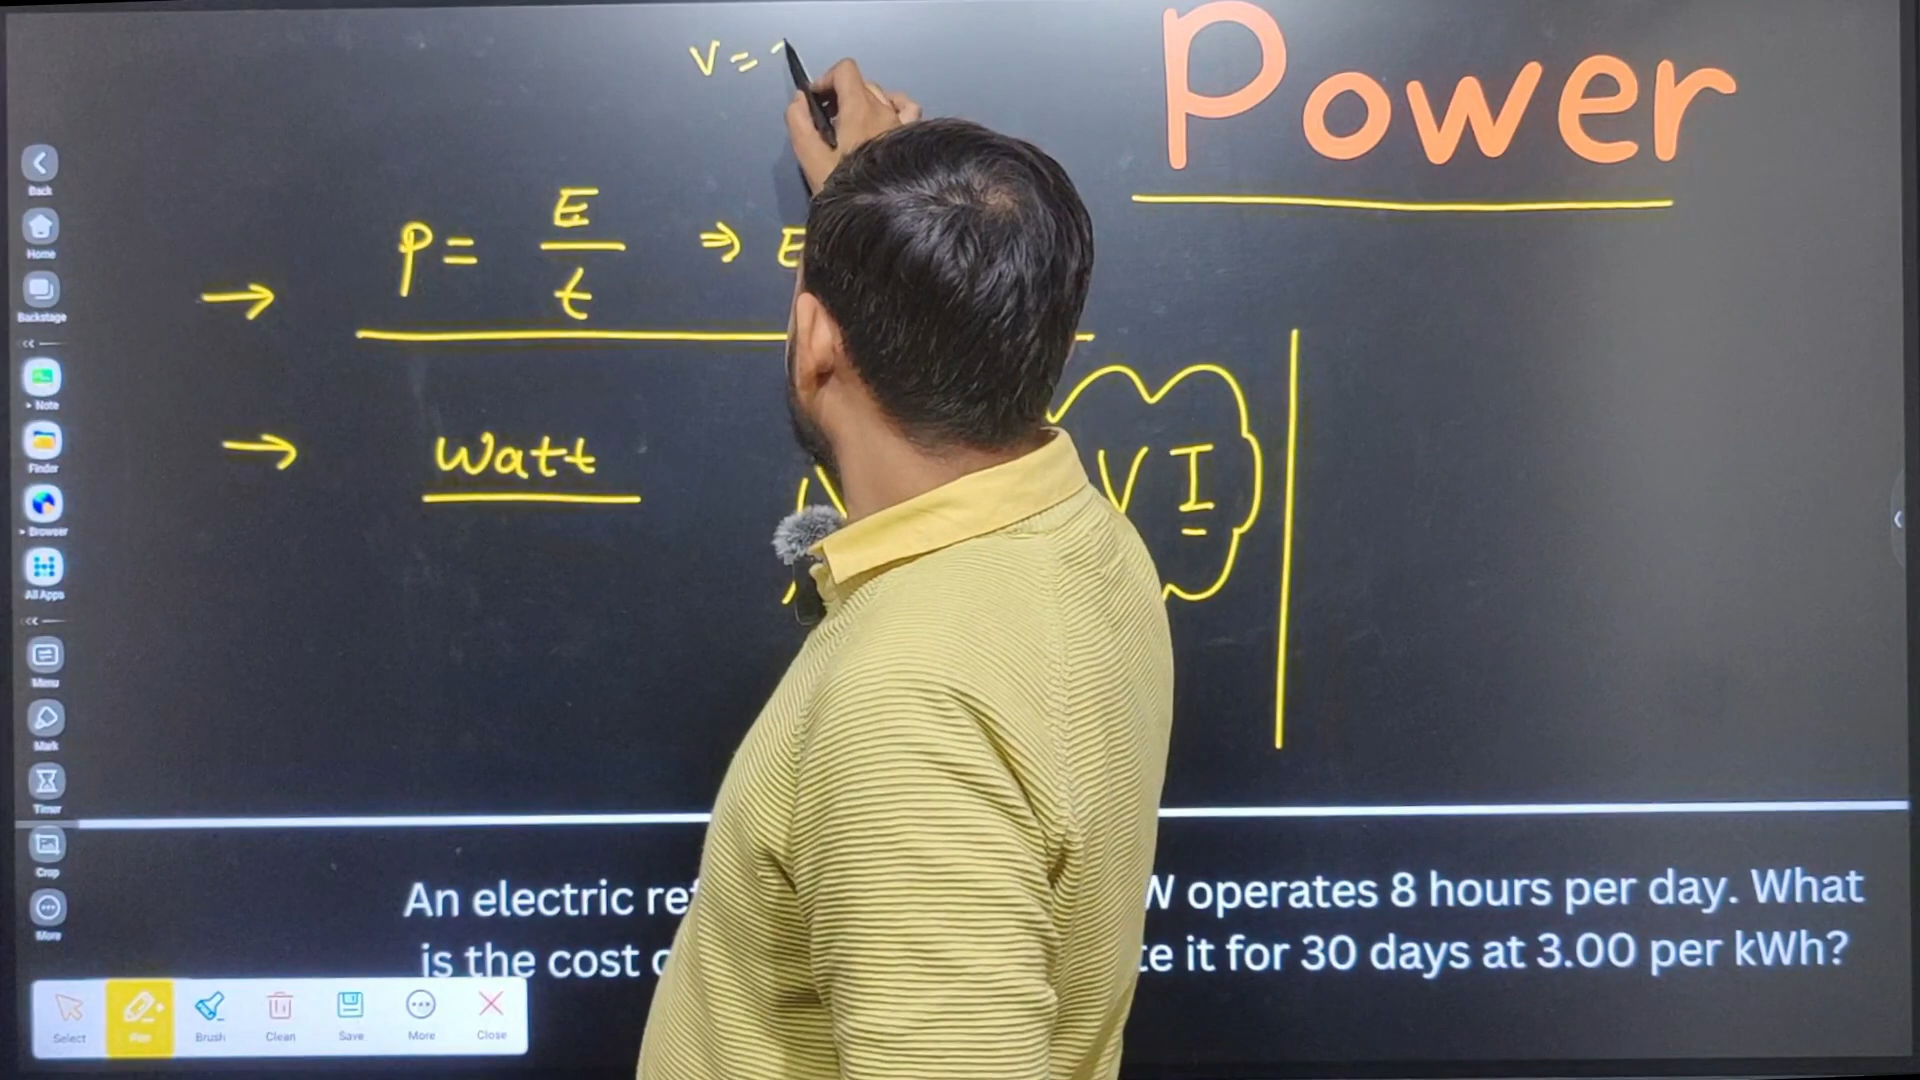 V =
Power
P = E / t ⇒ E
→
→ Watt
V I
An electric W operates 8 hours per day. What
is the cost it for 30 days at 3.00 per kWh?
Back
Home
Backstage
Note
Finder
Browser
All Apps
Menu
Mark
Timer
Crop
More
Select
Pen
Brush
Clean
Save
More
Close